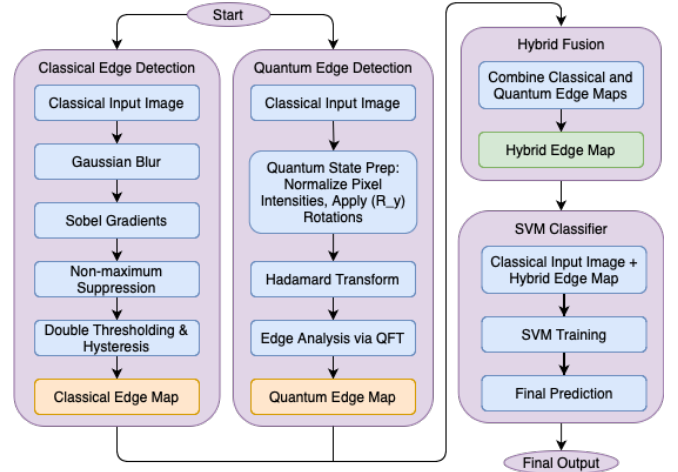 Start
Classical Edge Detection
Classical Input Image
Gaussian Blur
Sobel Gradients
Non-maximum
Suppression
Double Thresholding &
Hysteresis
Classical Edge Map
Quantum Edge Detection
Classical Input Image
Quantum State Prep:
Normalize Pixel
Intensities, Apply (R_y)
Rotations
Hadamard Transform
Edge Analysis via QFT
Quantum Edge Map
Hybrid Fusion
Combine Classical and
Quantum Edge Maps
Hybrid Edge Map
SVM Classifier
Classical Input Image +
Hybrid Edge Map
SVM Training
Final Prediction
Final Output